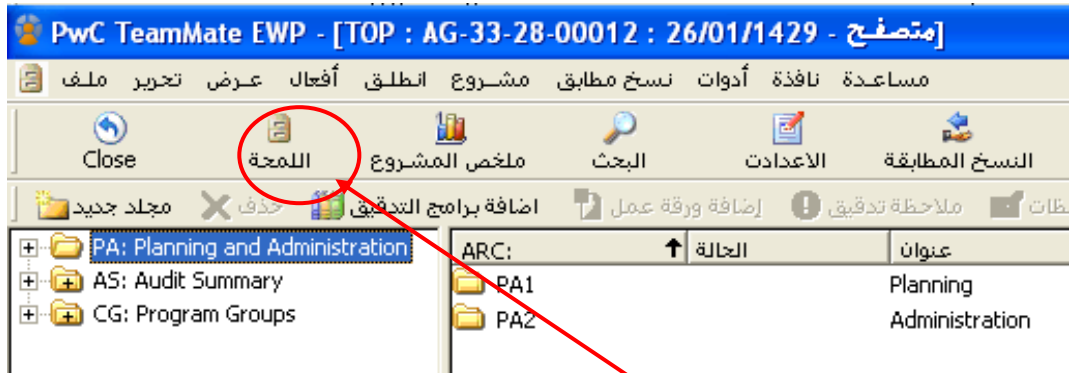 PwC TeamMate EWP - [TOP : AG-33-28-00012 : 26/01/1429 - متصفح]
ملف تحرير عرض أفعال انطلق مشروع نسخ مطابق أدوات نافذة مساعدة
Close اللمحة ملخص المشروع البحث الاعدادت النسخ المطابقة
مجلد جديد حذف اضافة برامج التدقيق إضافة ورقة عمل ملاحظة تدقيق
PA: Planning and Administration
AS: Audit Summary
CG: Program Groups
ARC: الحالة عنوان
PA1 Planning
PA2 Administration